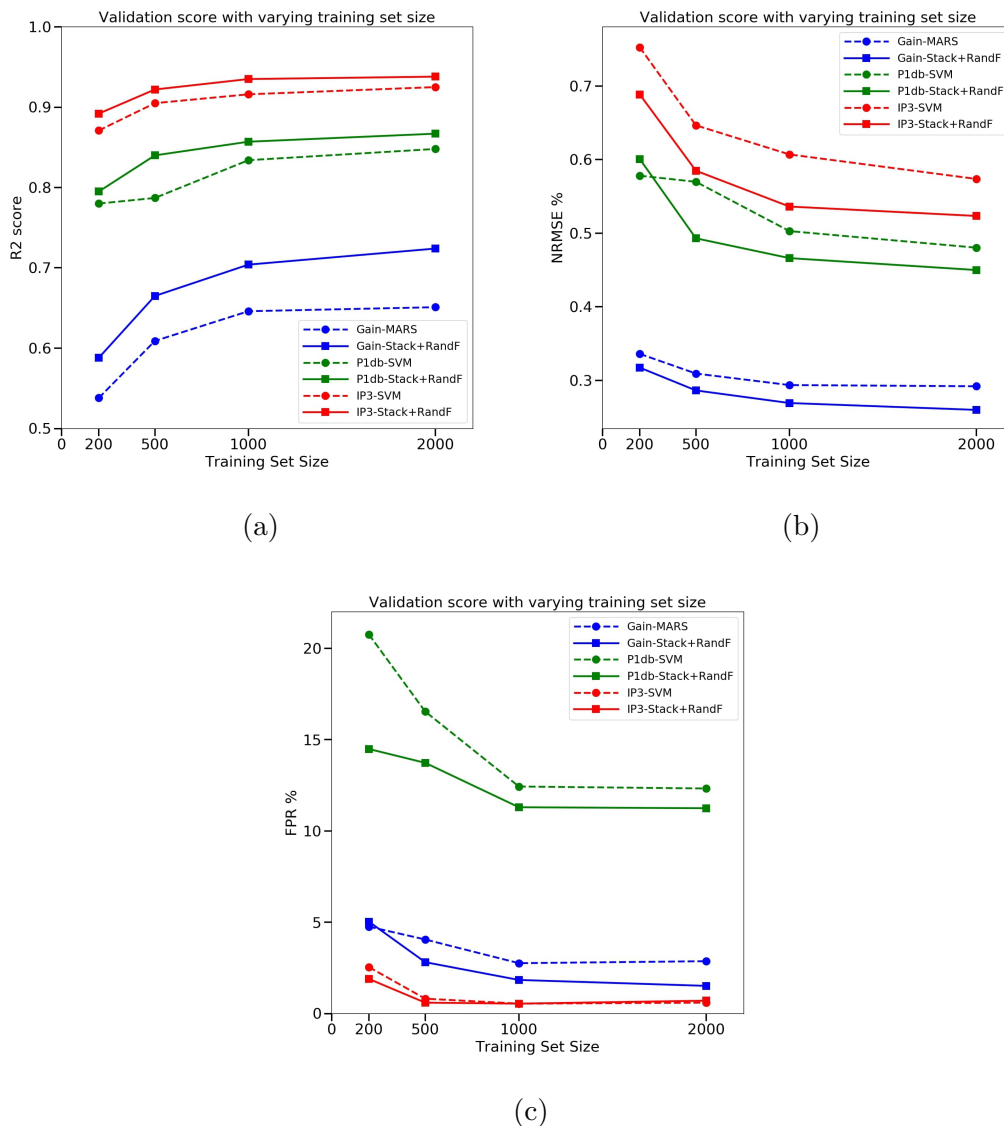 Validation score with varying training set size
1.0
0.9
0.8
0.7
0.6
0.5
R2 score
Gain-MARS
Gain-Stack+RandF
P1db-SVM
P1db-Stack+RandF
IP3-SVM
IP3-Stack+RandF
0 200 500 1000 2000
Training Set Size
(a)
Validation score with varying training set size
0.7
0.6
0.5
0.4
0.3
NRMSE %
Gain-MARS
Gain-Stack+RandF
P1db-SVM
P1db-Stack+RandF
IP3-SVM
IP3-Stack+RandF
0 200 500 1000 2000
Training Set Size
(b)
Validation score with varying training set size
20
15
10
5
0
FPR %
Gain-MARS
Gain-Stack+RandF
P1db-SVM
P1db-Stack+RandF
IP3-SVM
IP3-Stack+RandF
0 200 500 1000 2000
Training Set Size
(c)